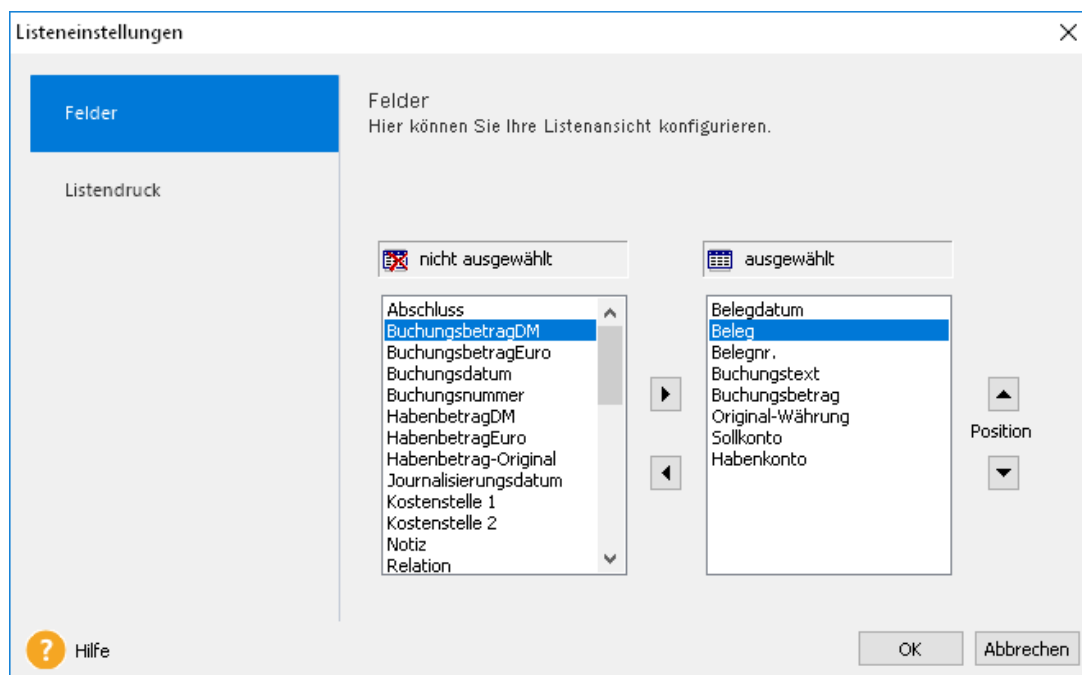 Listeneinstellungen
Felder
Listendruck
Felder
Hier können Sie Ihre Listenansicht konfigurieren.
nicht ausgewählt
Abschluss
BuchungsbetragDM
BuchungsbetragEuro
Buchungsdatum
Buchungsnummer
HabenbetragDM
HabenbetragEuro
Habenbetrag-Original
Journalisierungsdatum
Kostenstelle 1
Kostenstelle 2
Notiz
Relation
ausgewählt
Belegdatum
Beleg
Belegnr.
Buchungstext
Buchungsbetrag
Original-Währung
Sollkonto
Habenkonto
Position
? Hilfe
OK
Abbrechen